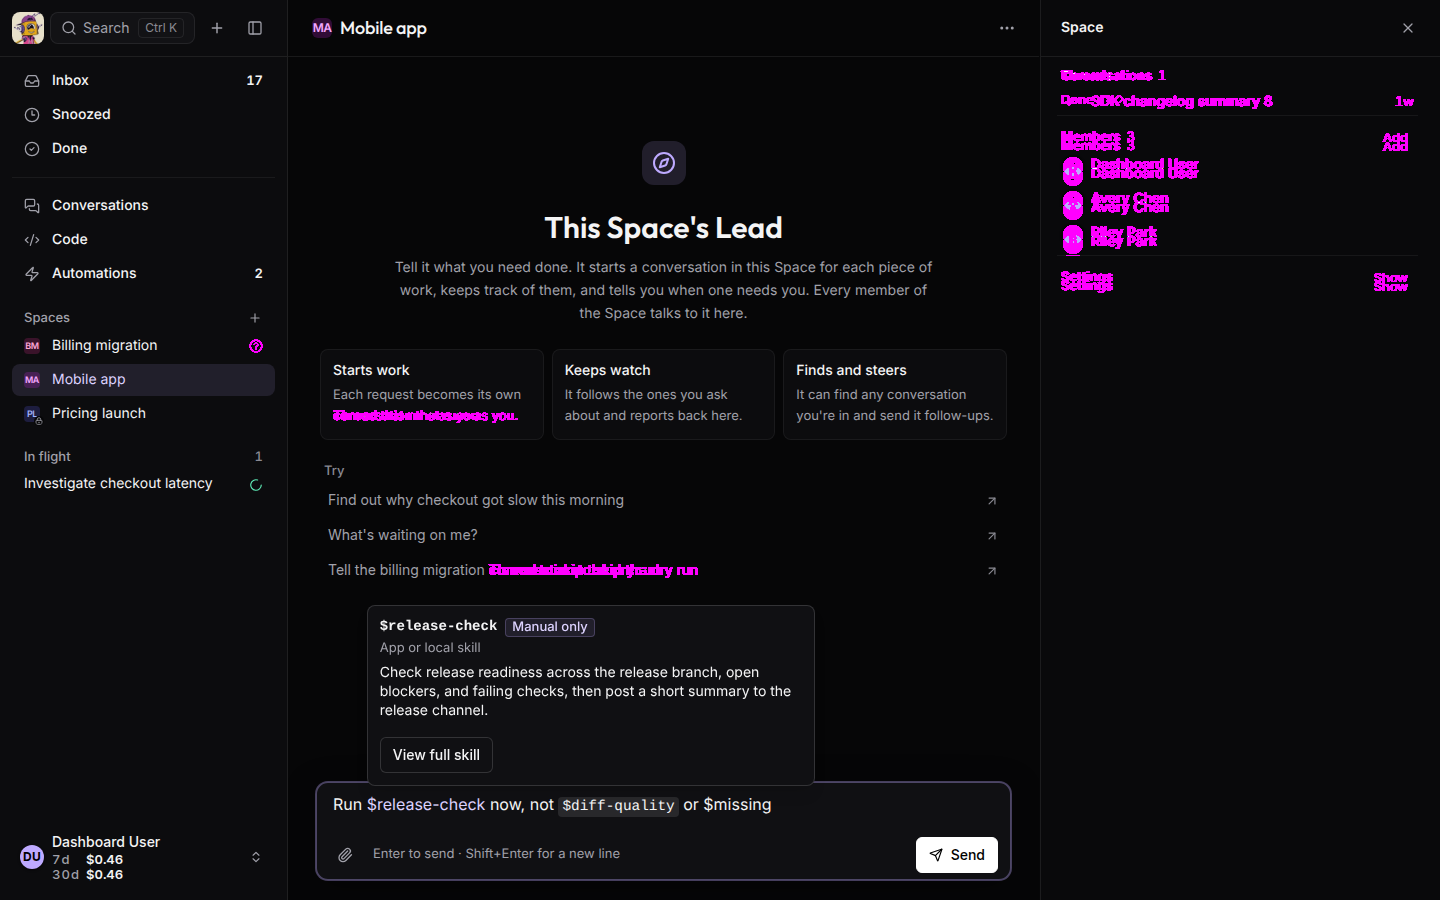 Search Ctrl K
Inbox 17
Snoozed
Done
Conversations
Code
Automations 2
Spaces
BM Billing migration
MA Mobile app
PL Pricing launch
In flight 1
Investigate checkout latency
DU Dashboard User
7d $0.46
30d $0.46
MA Mobile app
This Space's Lead
Tell it what you need done. It starts a conversation in this Space for each piece of
work, keeps track of them, and tells you when one needs you. Every member of
the Space talks to it here.
Starts work
Each request becomes its own
you.
Keeps watch
It follows the ones you ask
about and reports back here.
Finds and steers
It can find any conversation
you're in and send it follow-ups.
Try
Find out why checkout got slow this morning
What's waiting on me?
Tell the billing migration
run
$release-check Manual only
App or local skill
Check release readiness across the release branch, open
blockers, and failing checks, then post a short summary to the
release channel.
View full skill
Run $release-check now, not $diff-quality or $missing
Enter to send · Shift+Enter for a new line
Send
Space
1
changelog summary 1w
Members 3 Add
Dashboard User
Avery Chen
Riley Park
Settings Show